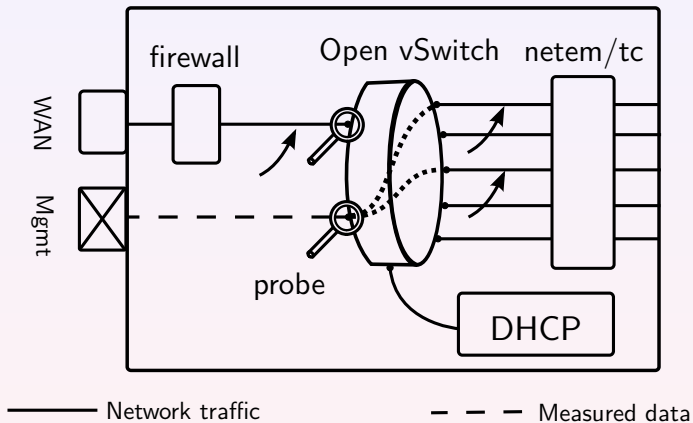 firewall
Open vSwitch
netem/tc
WAN
Mgmt
probe
DHCP
Network traffic
Measured data